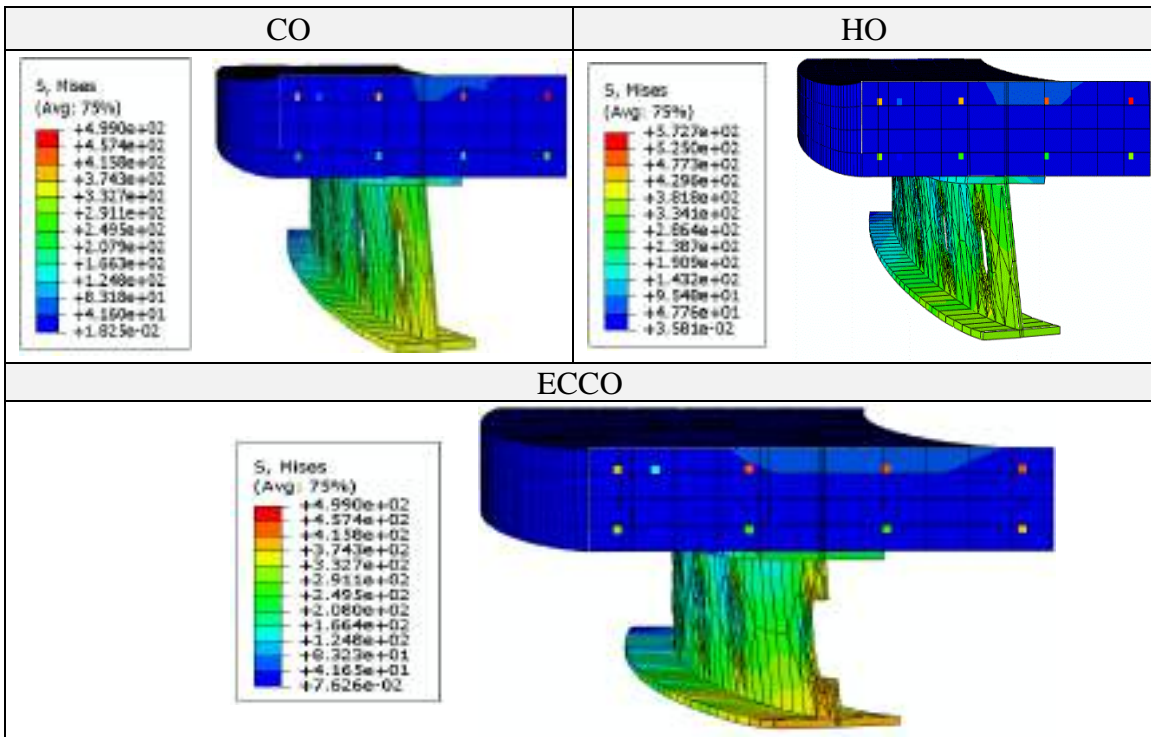 CO
HO
S, Mises
(Avg: 75%)
+4.990e+02
+4.574e+02
+4.158e+02
+3.743e+02
+3.327e+02
+2.911e+02
+2.495e+02
+2.079e+02
+1.663e+02
+1.248e+02
+8.318e+01
+4.160e+01
+1.825e-02
S, Mises
(Avg: 75%)
+5.727e+02
+5.250e+02
+4.773e+02
+4.296e+02
+3.818e+02
+3.341e+02
+2.864e+02
+2.387e+02
+1.909e+02
+1.432e+02
+9.548e+01
+4.776e+01
+3.581e-02
ECCO
S, Mises
(Avg: 75%)
+4.990e+02
+4.574e+02
+4.158e+02
+3.743e+02
+3.327e+02
+2.911e+02
+2.495e+02
+2.080e+02
+1.664e+02
+1.248e+02
+8.323e+01
+4.165e+01
+7.626e-02